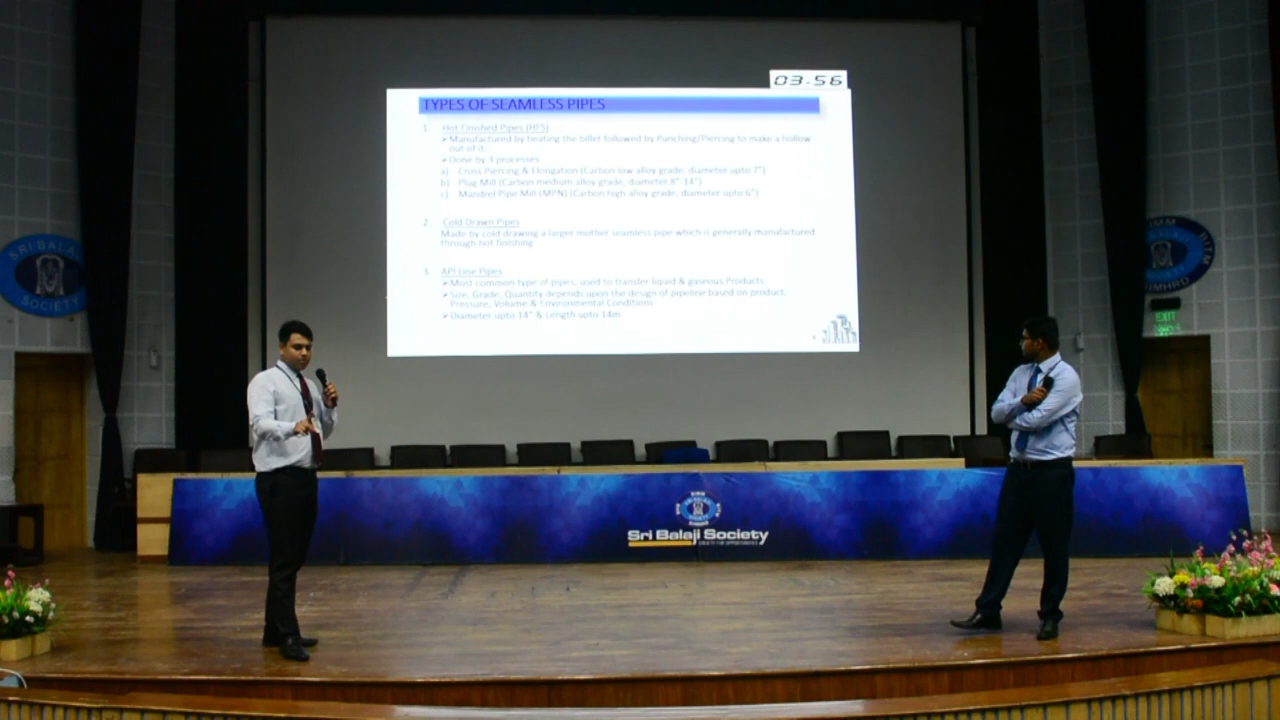 03.56
TYPES OF SEAMLESS PIPES
1. Hot Finished Pipes (HFS)
➢Manufactured by heating the billet followed by Punching/Piercing to make a hollow
out of it.
➢Done by 3 processes
a) Cross Piercing & Elongation (Carbon low alloy grade, diameter upto 7")
b) Plug Mill (Carbon medium alloy grade, diameter 8"-14")
c) Mandrel Pipe Mill (MPN) (Carbon high alloy grade, diameter upto 6")
2. Cold Drawn Pipes
Made by cold drawing a larger mother seamless pipe which is generally manufactured
through hot finishing
3. API Line Pipes
➢Most common type of pipes, used to transfer liquid & gaseous Products,
➢Size, Grade, Quantity depends upon the design of pipeline based on product,
Pressure, Volume & Environmental Conditions
➢Diameter upto 14" & Length upto 14m
SRI BALAJI
SOCIETY
BITM
BIMHRD
EXIT
SRI BALAJI
SOCIETY
Sri Balaji Society